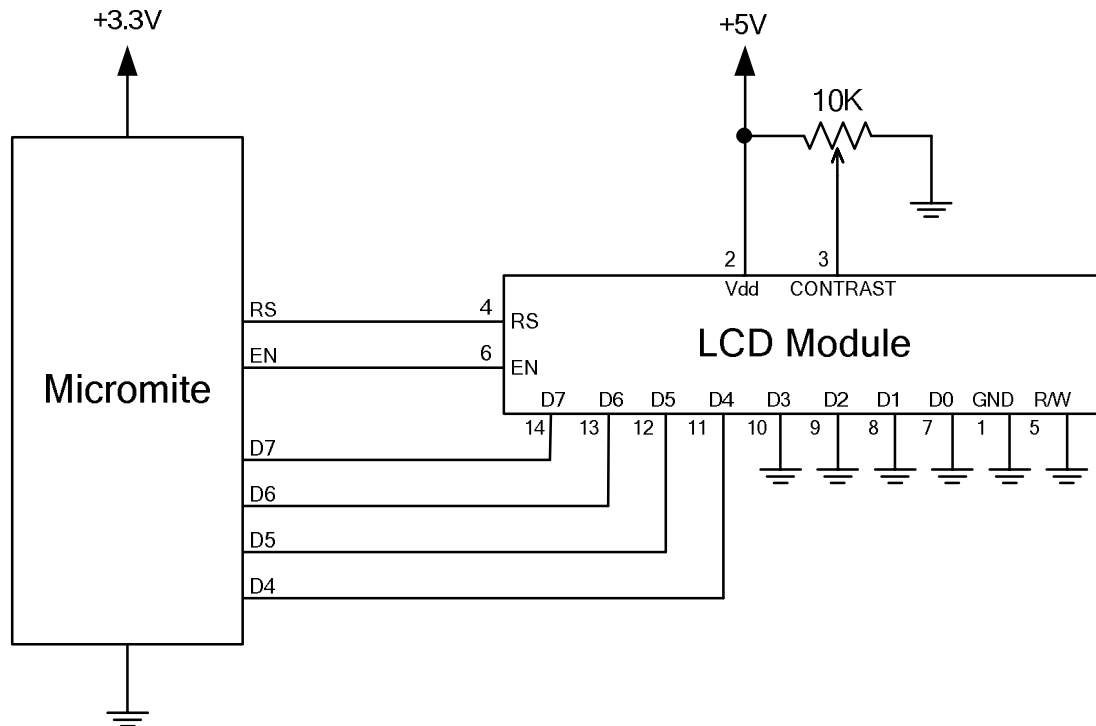 +3.3V
+5V
10K
2
3
Vdd
CONTRAST
RS
4
RS
LCD Module
EN
6
EN
Micromite
D7
D6
D5
D4
D3
D2
D1
D0
GND
R/W
14
13
12
11
10
9
8
7
1
5
D7
D6
D5
D4